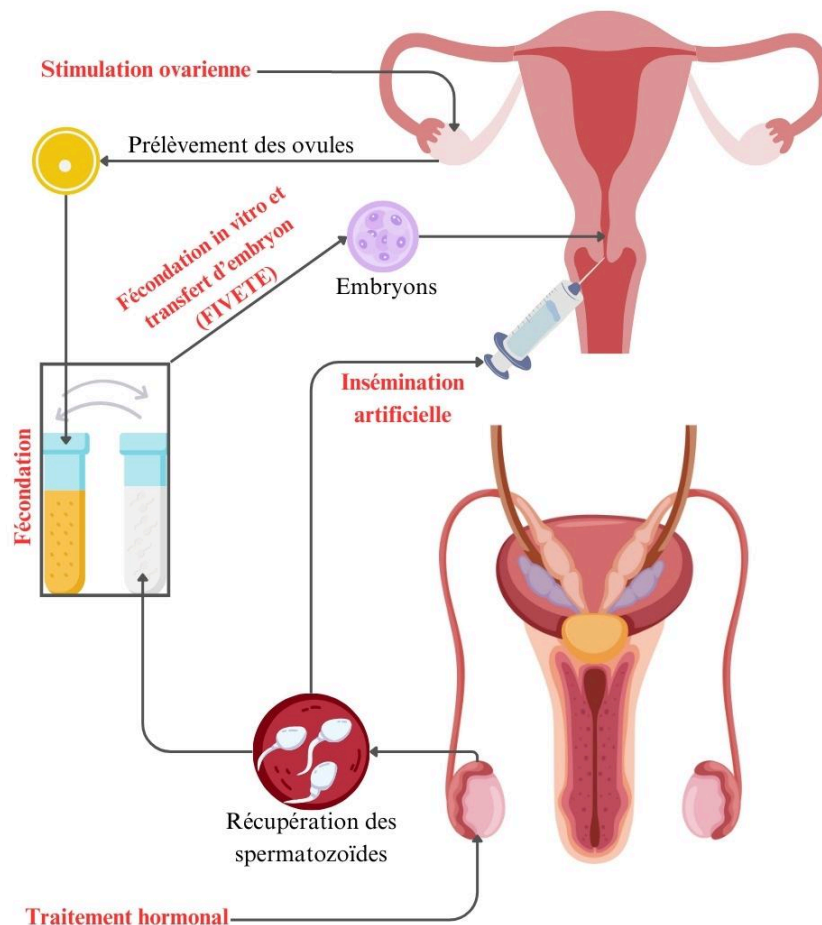 Stimulation ovarienne
Prélèvement des ovules
Fécondation in vitro et
transfert d’embryon
(FIVETE)
Embryons
Insémination
artificielle
Fécondation
Récupération des
spermatozoïdes
Traitement hormonal